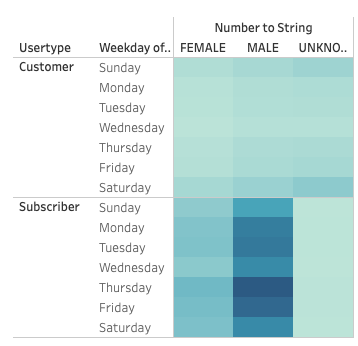 Number to String
Usertype Weekday of.. FEMALE MALE UNKNO..
Customer Sunday
Monday
Tuesday
Wednesday
Thursday
Friday
Saturday
Subscriber Sunday
Monday
Tuesday
Wednesday
Thursday
Friday
Saturday